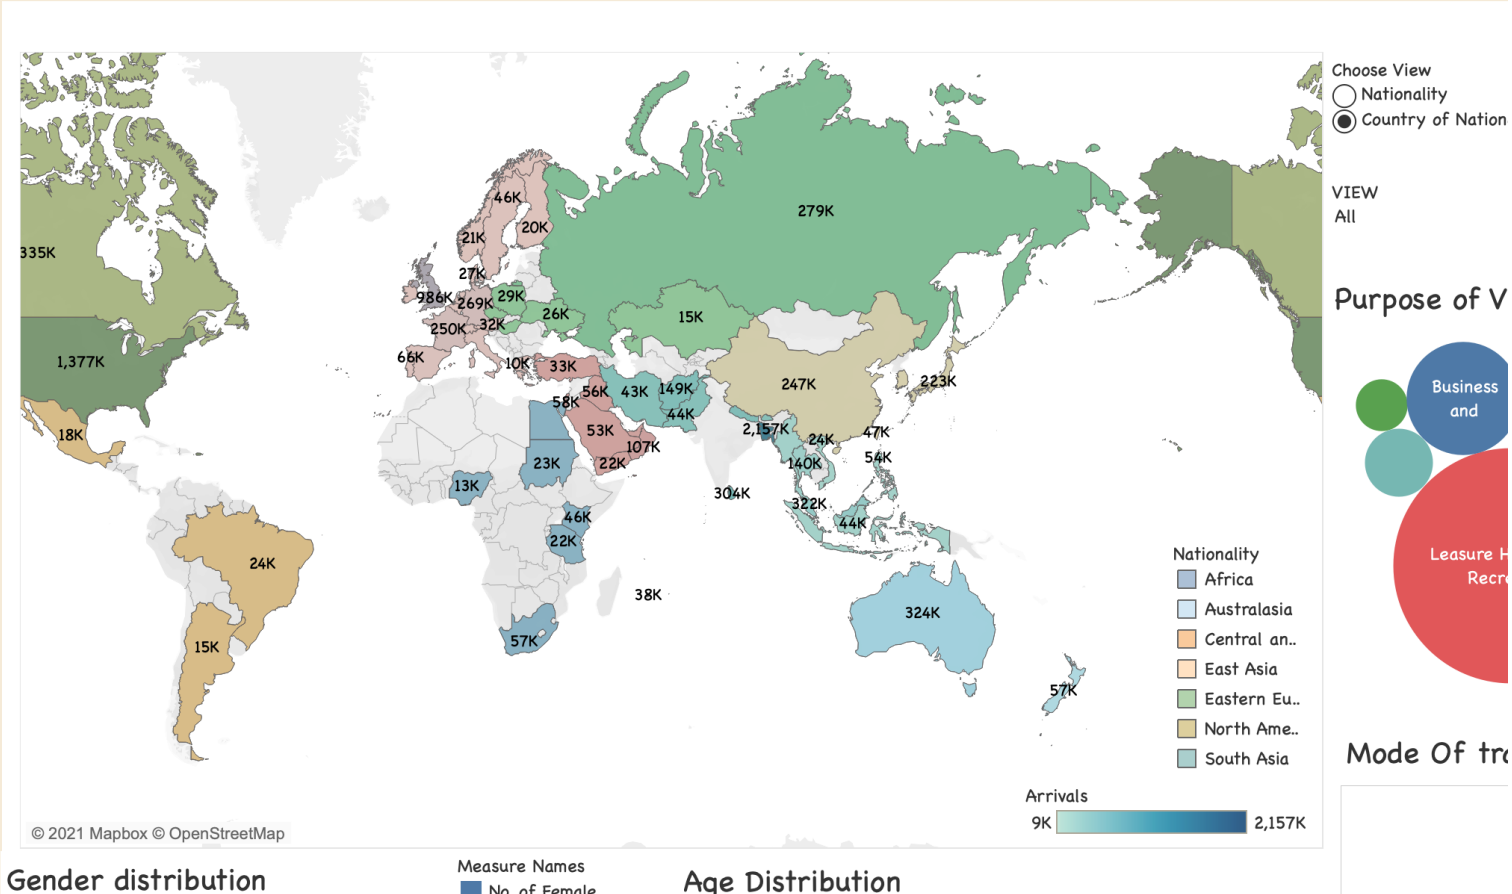 Choose View
Nationality
Country of Nation
VIEW
All
279K
46K
20K
21K
335K
27K
986K
269K
29K
26K
250K
32K
15K
1,377K
66K
10K
33K
247K
223K
56K
43K
149K
58K
44K
18K
53K
107K
2,157K
24K
47K
22K
23K
140K
54K
13K
304K
322K
46K
44K
22K
24K
38K
324K
57K
15K
57K
Nationality
Africa
Australasia
Central an..
East Asia
Eastern Eu..
North Ame..
South Asia
Arrivals
9K
2,157K
© 2021 Mapbox © OpenStreetMap
Purpose of V
Business
and
Leasure H
Recre
Mode Of tra
Gender distribution
Measure Names
No. of Female
Age Distribution